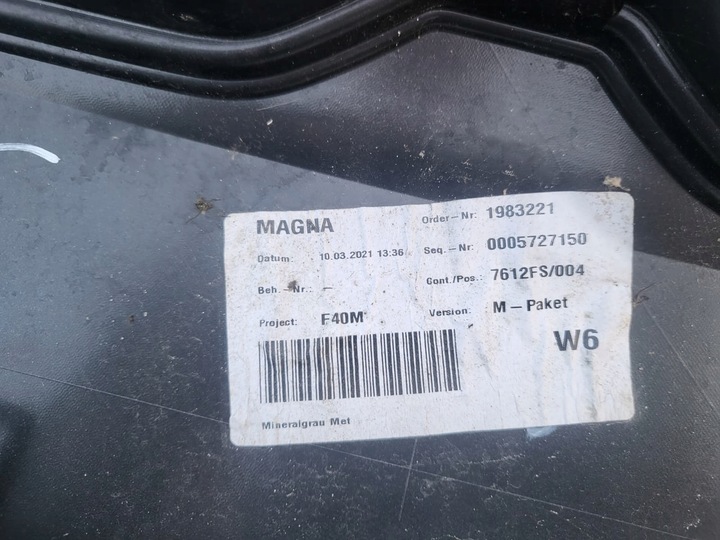 MAGNA
Order-Nr: 1983221
Datum: 10.03.2021 13:36
Seq.-Nr: 0005727150
Beh.-Nr.: -
Cont./Pos.: 7612FS/004
Project: F40M
Version: M-Paket
W6
Mineralgrau Met